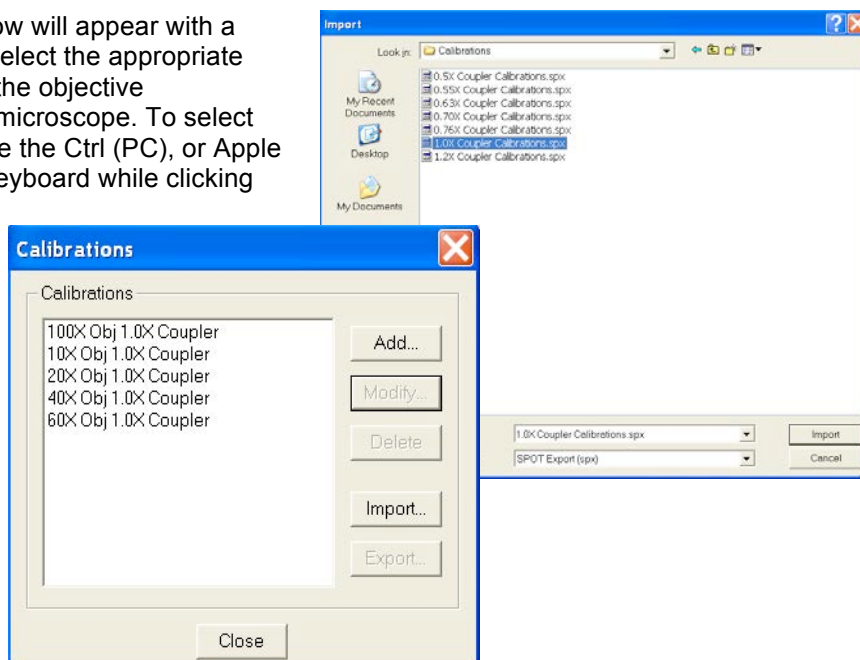 ow will appear with a
elect the appropriate
the objective
microscope. To select
e the Ctrl (PC), or Apple
eyboard while clicking
Import
Look in: Calibrations
My Recent
Documents
Desktop
My Documents
0.5X Coupler Calibrations.spx
0.55X Coupler Calibrations.spx
0.63X Coupler Calibrations.spx
0.70X Coupler Calibrations.spx
0.76X Coupler Calibrations.spx
1.0X Coupler Calibrations.spx
1.2X Coupler Calibrations.spx
1.0X Coupler Calibrations.spx Import
SPOT Export (spx) Cancel
Calibrations
Calibrations
100X Obj 1.0X Coupler
10X Obj 1.0X Coupler
20X Obj 1.0X Coupler
40X Obj 1.0X Coupler
60X Obj 1.0X Coupler
Add...
Modify...
Delete
Import...
Export...
Close